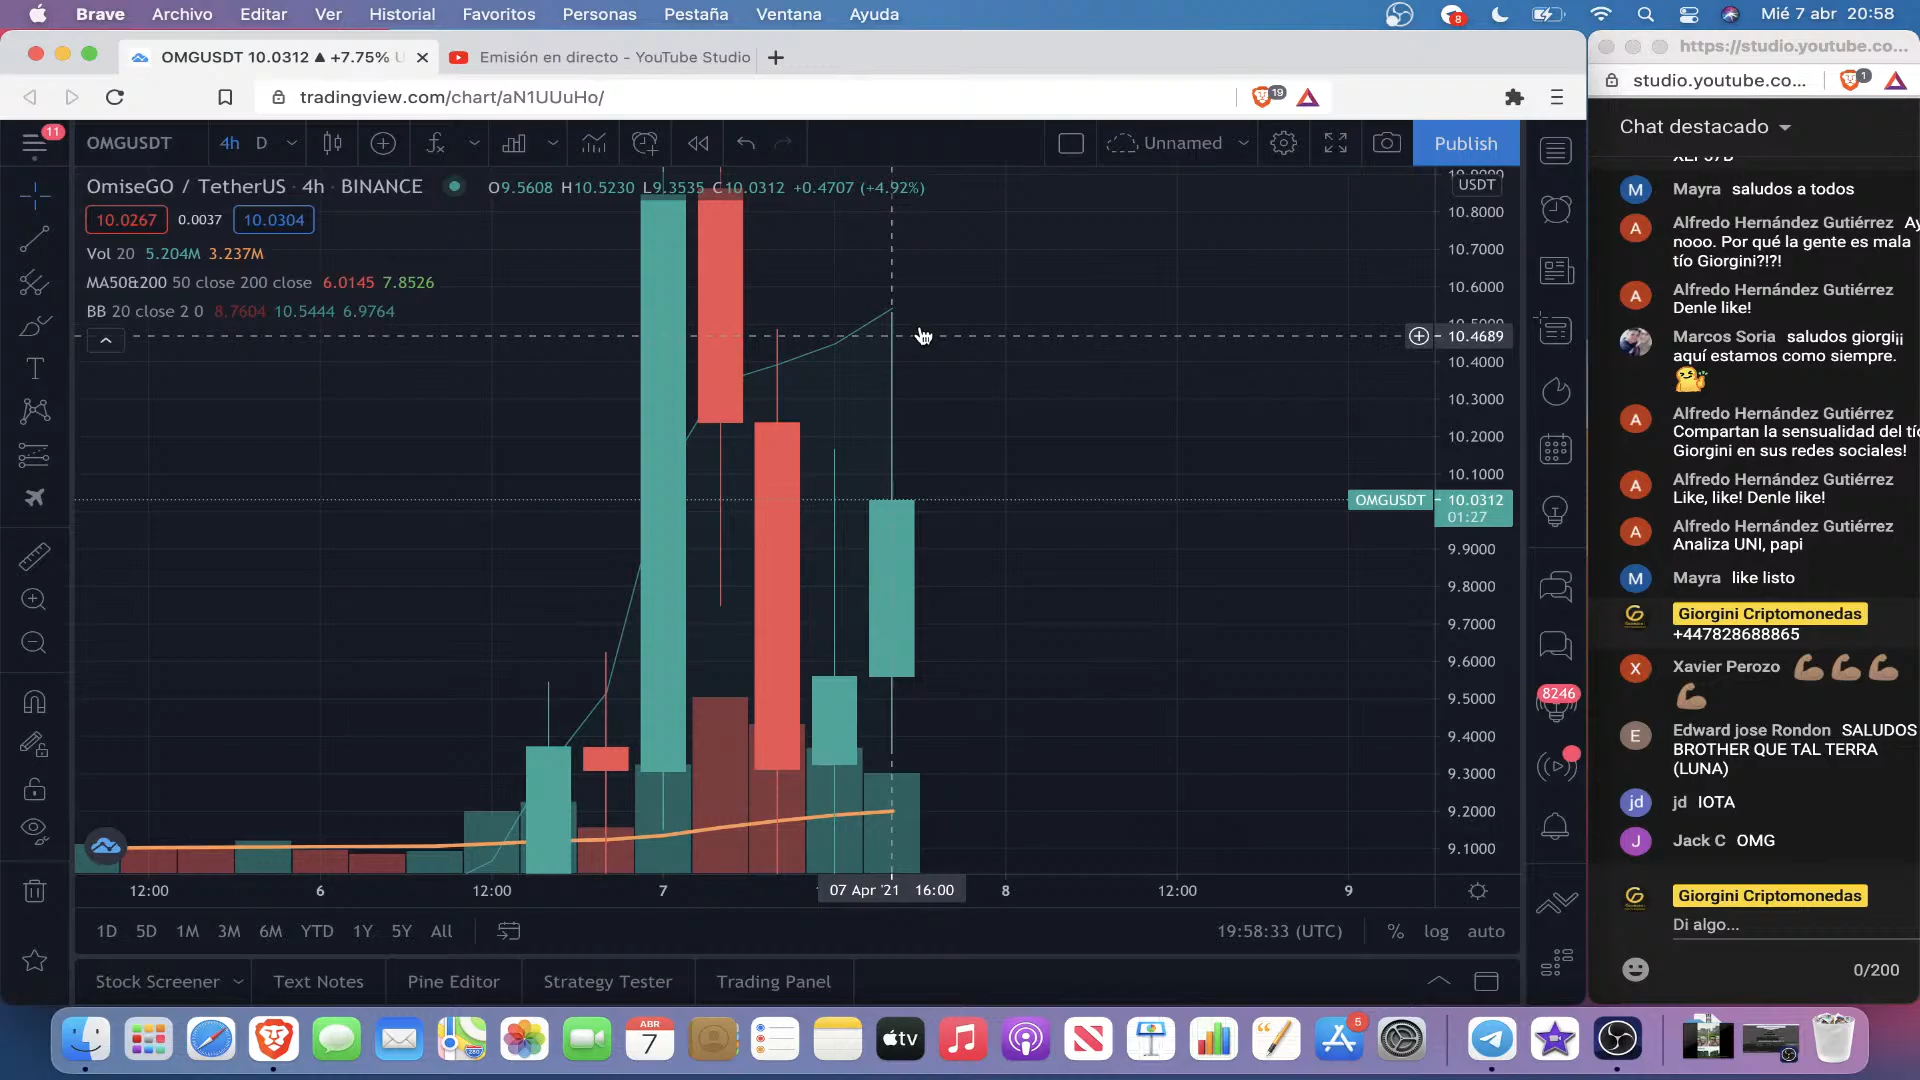 Brave Archivo Editar Ver Historial Favoritos Personas Pestaña Ventana Ayuda
8
Mié 7 abr 20:58
OMGUSDT 10.0312 ▲ +7.75% U
Emisión en directo - YouTube Studio
https://studio.youtube.co...
tradingview.com/chart/aN1UUuHo/
19
studio.youtube.co...
1
11
OMGUSDT 4h D
Unnamed
Publish
Chat destacado
OmiseGO / TetherUS · 4h · BINANCE
O9.5608 H10.5230 L9.3535 C10.0312 +0.4707 (+4.92%)
10.0267 0.0037 10.0304
Vol 20 5.204M 3.237M
MA50&200 50 close 200 close 6.0145 7.8526
BB 20 close 2 0 8.7604 10.5444 6.9764
USDT
10.8000
10.7000
10.6000
10.4689
10.4000
10.3000
10.2000
10.1000
OMGUSDT 10.0312
01:27
9.9000
9.8000
9.7000
9.6000
9.5000
9.4000
9.3000
9.2000
9.1000
12:00 6 12:00 7 07 Apr '21 16:00 8 12:00 9
1D 5D 1M 3M 6M YTD 1Y 5Y All
19:58:33 (UTC) % log auto
Stock Screener Text Notes Pine Editor Strategy Tester Trading Panel
8246
Mayra saludos a todos
Alfredo Hernández Gutiérrez Ay
nooo. Por qué la gente es mala
tío Giorgini?!?!
Alfredo Hernández Gutiérrez
Denle like!
Marcos Soria saludos giorgi¡¡
aquí estamos como siempre.
Alfredo Hernández Gutiérrez
Compartan la sensualidad del tío
Giorgini en sus redes sociales!
Alfredo Hernández Gutiérrez
Like, like! Denle like!
Alfredo Hernández Gutiérrez
Analiza UNI, papi
Mayra like listo
Giorgini Criptomonedas
+447828688865
Xavier Perozo
Edward jose Rondon SALUDOS
BROTHER QUE TAL TERRA
(LUNA)
jd IOTA
Jack C OMG
Giorgini Criptomonedas
Di algo...
0/200
M
A
A
A
A
A
M
X
E
jd
J
ABR
7
280
tv
5